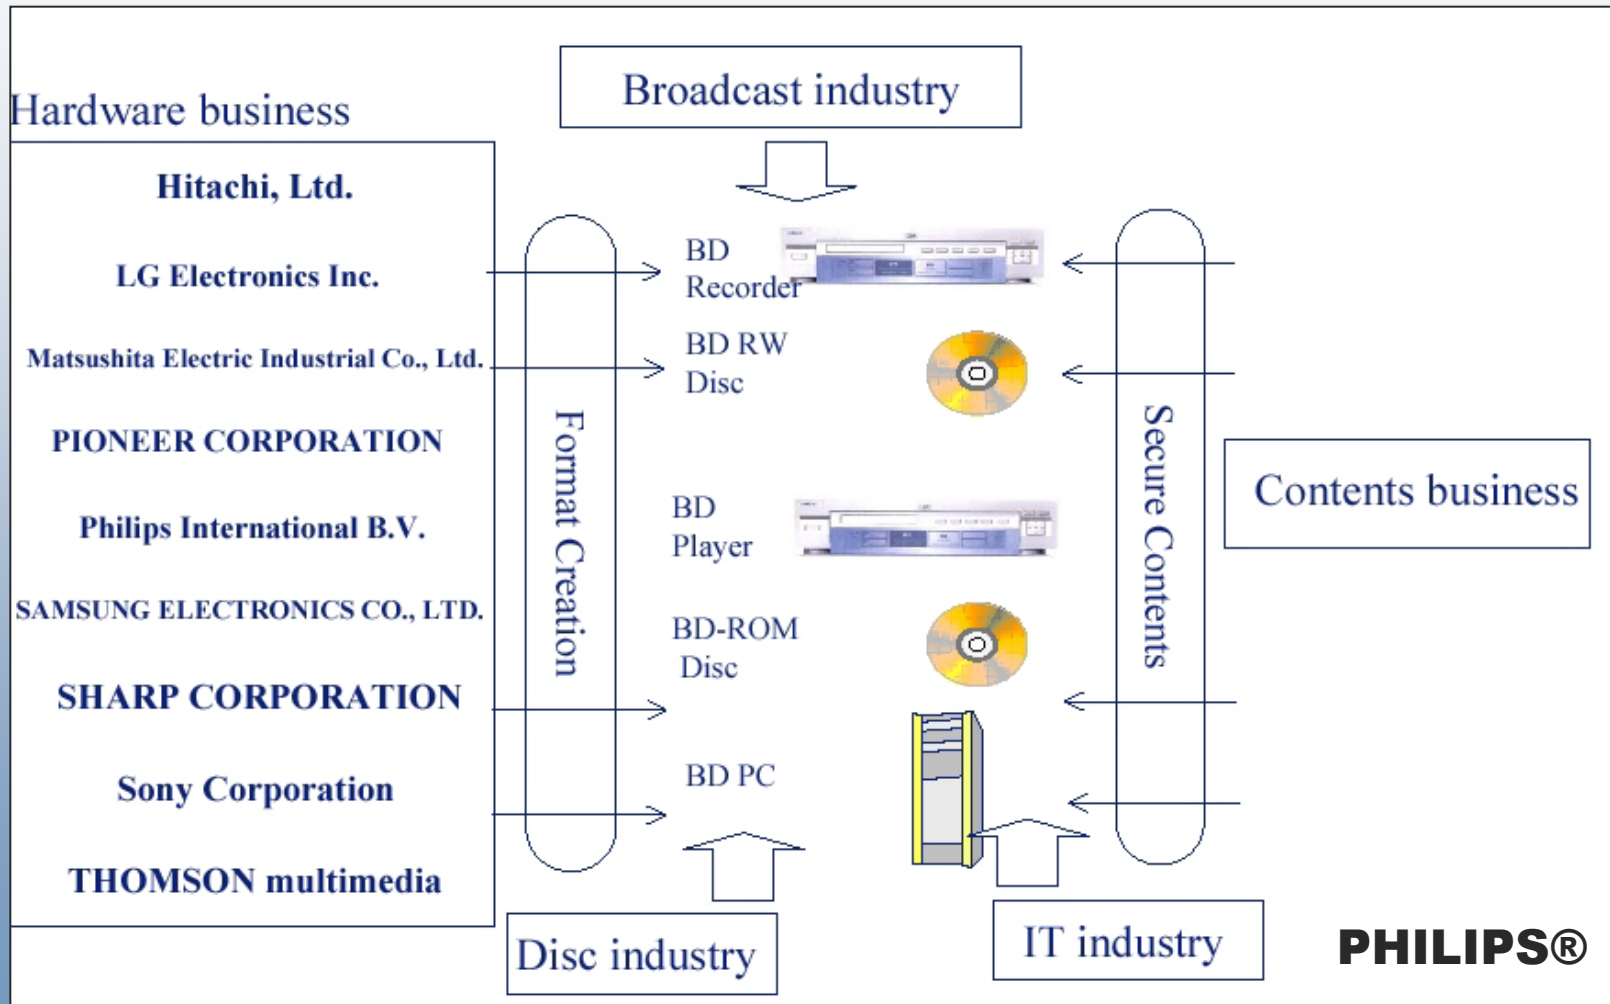 Broadcast industry
Hardware business
Hitachi, Ltd.
LG Electronics Inc.
Matsushita Electric Industrial Co., Ltd.
PIONEER CORPORATION
Philips International B.V.
SAMSUNG ELECTRONICS CO., LTD.
SHARP CORPORATION
Sony Corporation
THOMSON multimedia
Format Creation
BD
Recorder
BD RW
Disc
BD
Player
BD-ROM
Disc
BD PC
Secure Contents
Contents business
Disc industry
IT industry
PHILIPS®